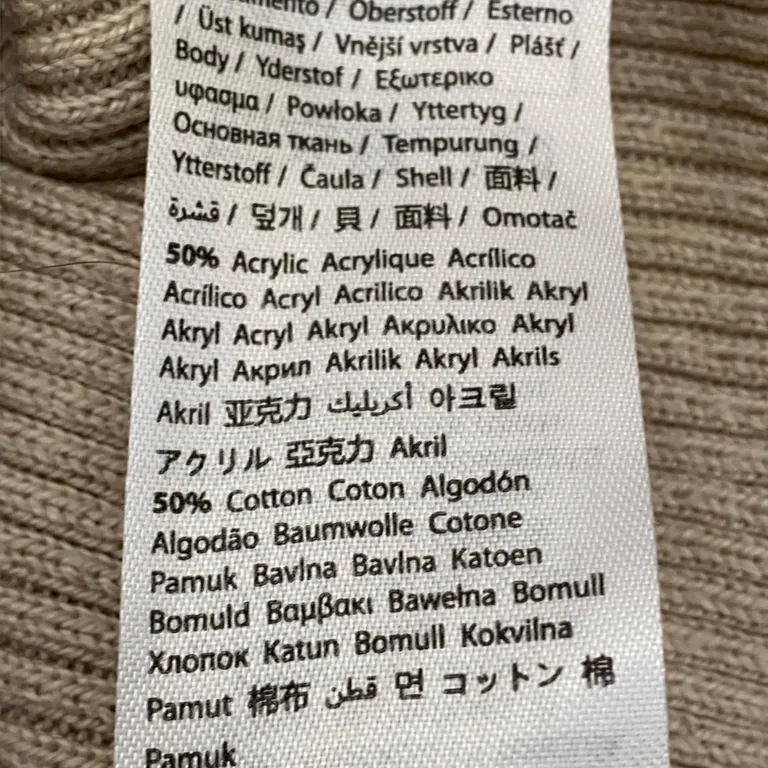 / Oberstoff / Esterno
/ Üst kumaş / Vnější vrstva / Plášť /
Body / Yderstof / Εξωτερικο
υφασμα / Powłoka / Yttertyg /
Основная ткань / Tempurung /
Ytterstoff / Čaula / Shell / 面料 /
قشرة / 덮개 / 貝 / 面料 / Omotač
50% Acrylic Acrylique Acrílico
Acrílico Acryl Acrilico Akrilik Akryl
Akryl Acryl Akryl Ακρυλικο Akryl
Akryl Акрил Akrilik Akryl Akrils
Akril 亚克力 أكريليك 아크릴
アクリル 亞克力 Akril
50% Cotton Coton Algodón
Algodão Baumwolle Cotone
Pamuk Bavlna Bavlna Katoen
Bomuld Βαμβακι Bawełna Bomull
Хлопок Katun Bomull Kokvilna
Pamut 棉布 قطن 면 コットン 棉
Pamuk